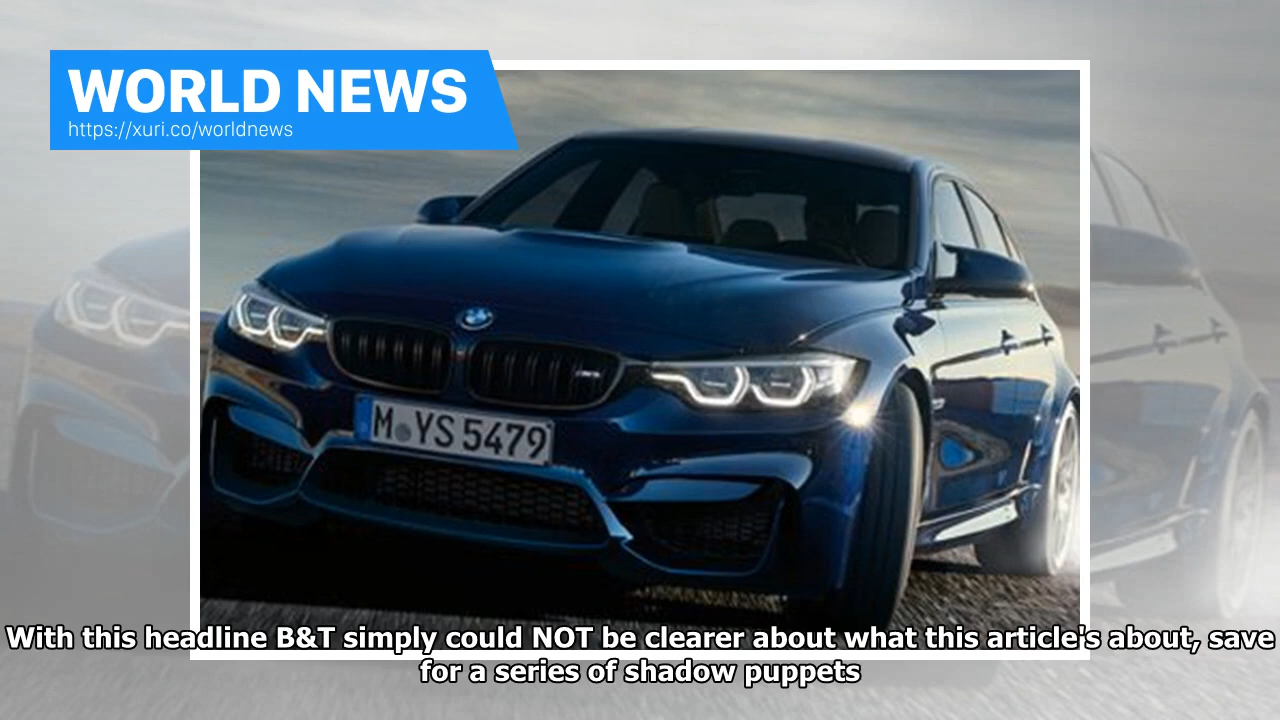 WORLD NEWS
https://xuri.co/worldnews
M YS 5479
With this headline B&T simply could NOT be clearer about what this article's about, save
for a series of shadow puppets